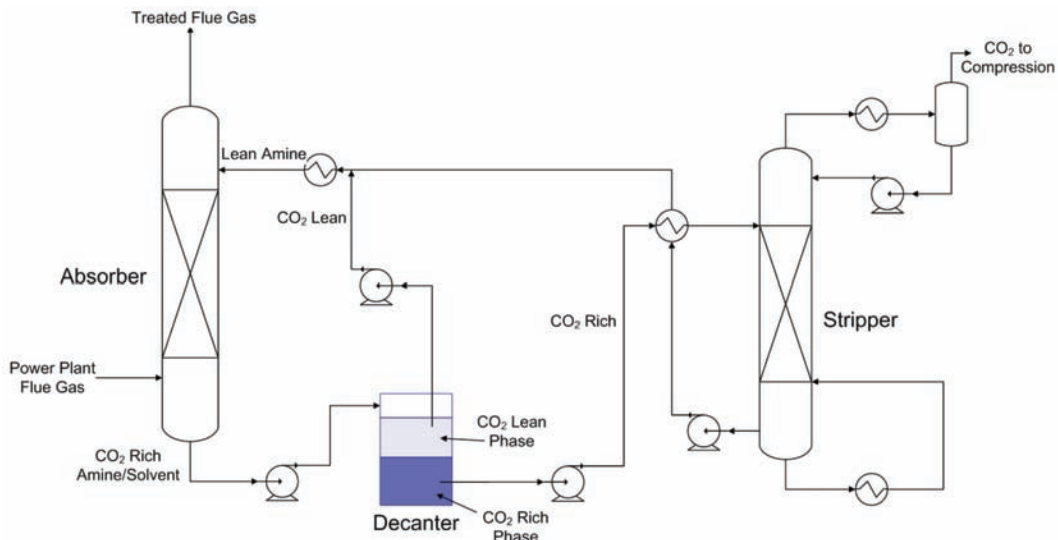 Treated Flue Gas
CO₂ to
Compression
Lean Amine
CO₂ Lean
Absorber
CO₂ Rich
Stripper
Power Plant
Flue Gas
CO₂ Lean
Phase
CO₂ Rich
Amine/Solvent
Decanter
CO₂ Rich
Phase